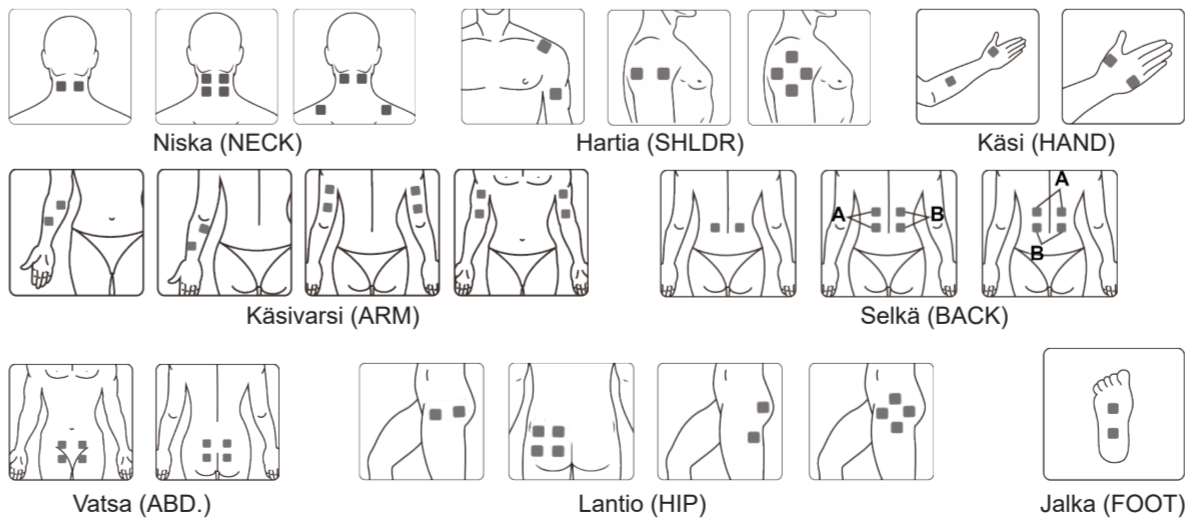 Niska (NECK)
Hartia (SHLDR)
Käsi (HAND)
A
A
B
B
Käsivarsi (ARM)
Selkä (BACK)
Vatsa (ABD.)
Lantio (HIP)
Jalka (FOOT)